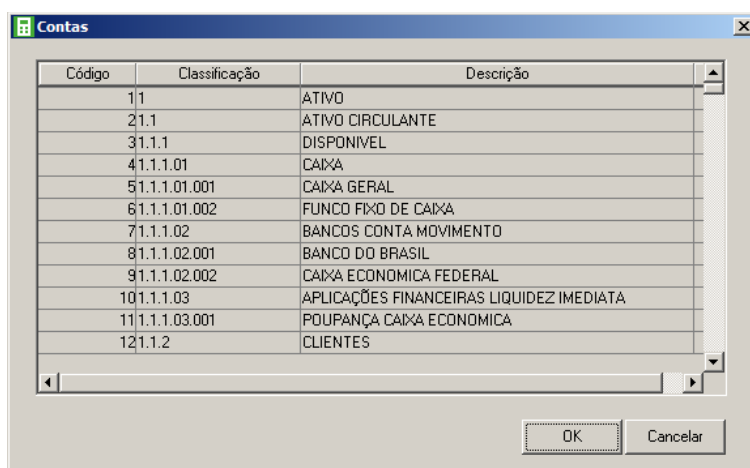 Contas
Código Classificação Descrição
1 1 ATIVO
2 1.1 ATIVO CIRCULANTE
3 1.1.1 DISPONIVEL
4 1.1.1.01 CAIXA
5 1.1.1.01.001 CAIXA GERAL
6 1.1.1.01.002 FUNCO FIXO DE CAIXA
7 1.1.1.02 BANCOS CONTA MOVIMENTO
8 1.1.1.02.001 BANCO DO BRASIL
9 1.1.1.02.002 CAIXA ECONOMICA FEDERAL
10 1.1.1.03 APLICAÇÕES FINANCEIRAS LIQUIDEZ IMEDIATA
11 1.1.1.03.001 POUPANÇA CAIXA ECONOMICA
12 1.1.2 CLIENTES
OK Cancelar